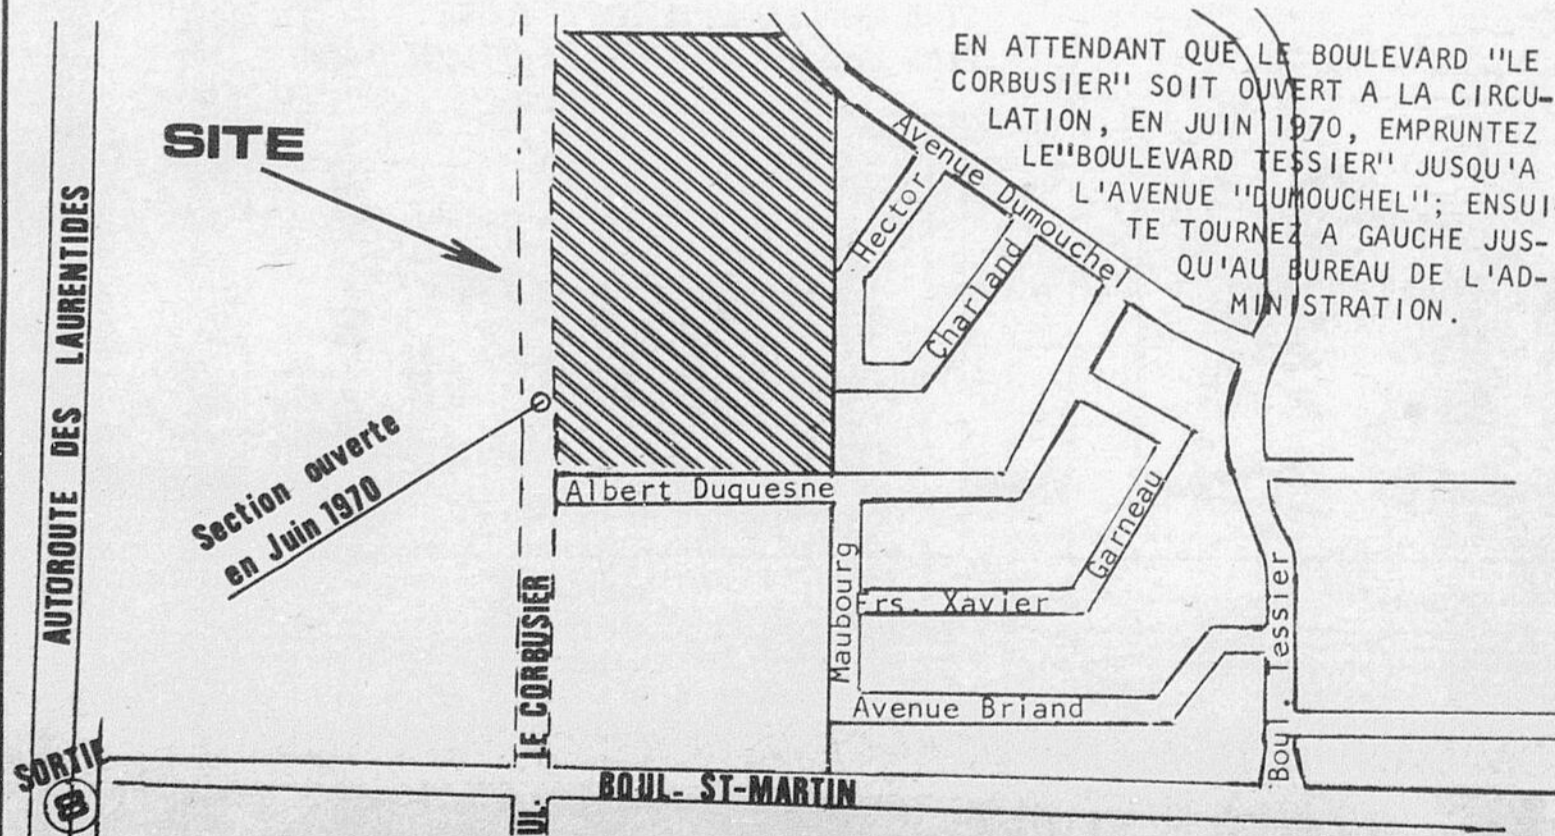 EN ATTENDANT QUE LE BOULEVARD "LE
CORBUSIER" SOIT OUVERT A LA CIRCU-
LATION, EN JUIN 1970, EMPRUNTEZ
LE "BOULEVARD TESSIER" JUSQU'A
L'AVENUE "DUMOUCHEL"; ENSUI
TE TOURNEZ A GAUCHE JUS-
QU'AU BUREAU DE L'AD-
MINISTRATION.
SITE
AUTOROUTE DES LAURENTIDES
Section ouverte
en Juin 1970
Avenue Dumouchel
Hector
Charland
Albert Duquesne
Garneau
Maubourg
Frs. Xavier
Avenue Briand
Boul. Tessier
UL. LE CORBUSIER
BOUL. ST-MARTIN
SORTIE
8